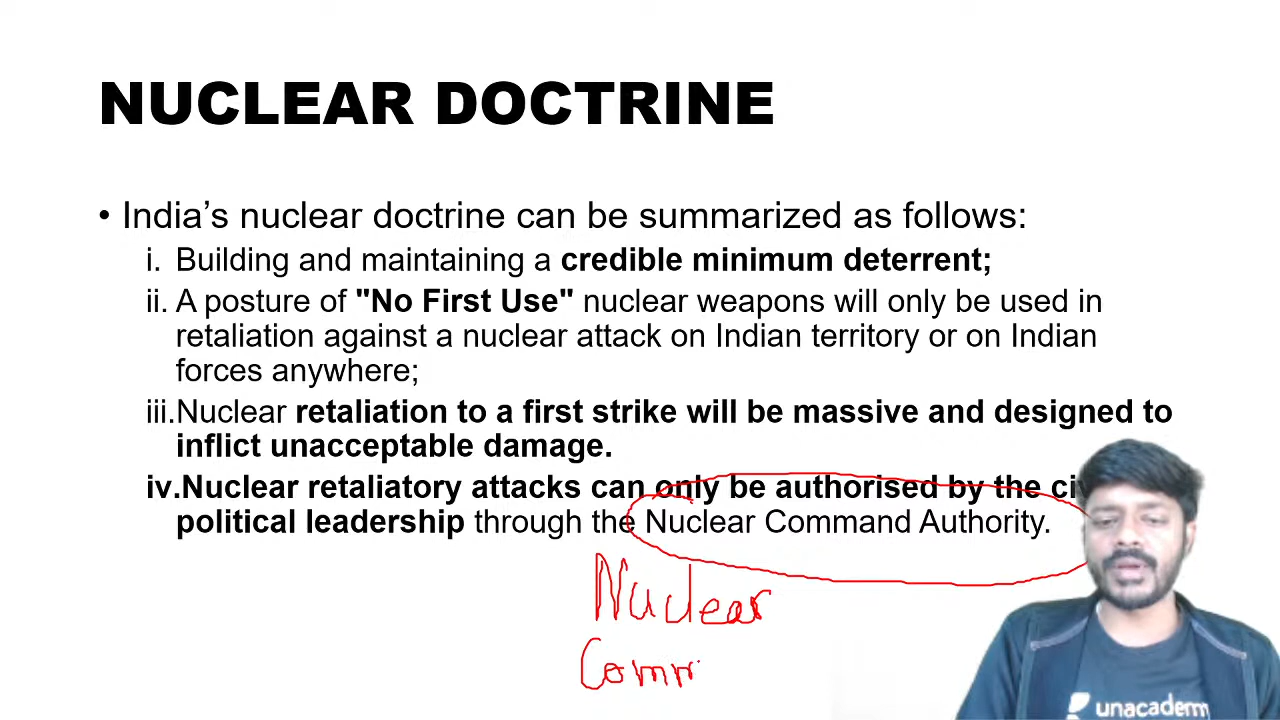 NUCLEAR DOCTRINE
• India’s nuclear doctrine can be summarized as follows:
i. Building and maintaining a credible minimum deterrent;
ii. A posture of "No First Use" nuclear weapons will only be used in
retaliation against a nuclear attack on Indian territory or on Indian
forces anywhere;
iii.Nuclear retaliation to a first strike will be massive and designed to
inflict unacceptable damage.
iv.Nuclear retaliatory attacks can only be authorised by the
political leadership through the Nuclear Command Authority.
Nuclear
Comm
unacadem